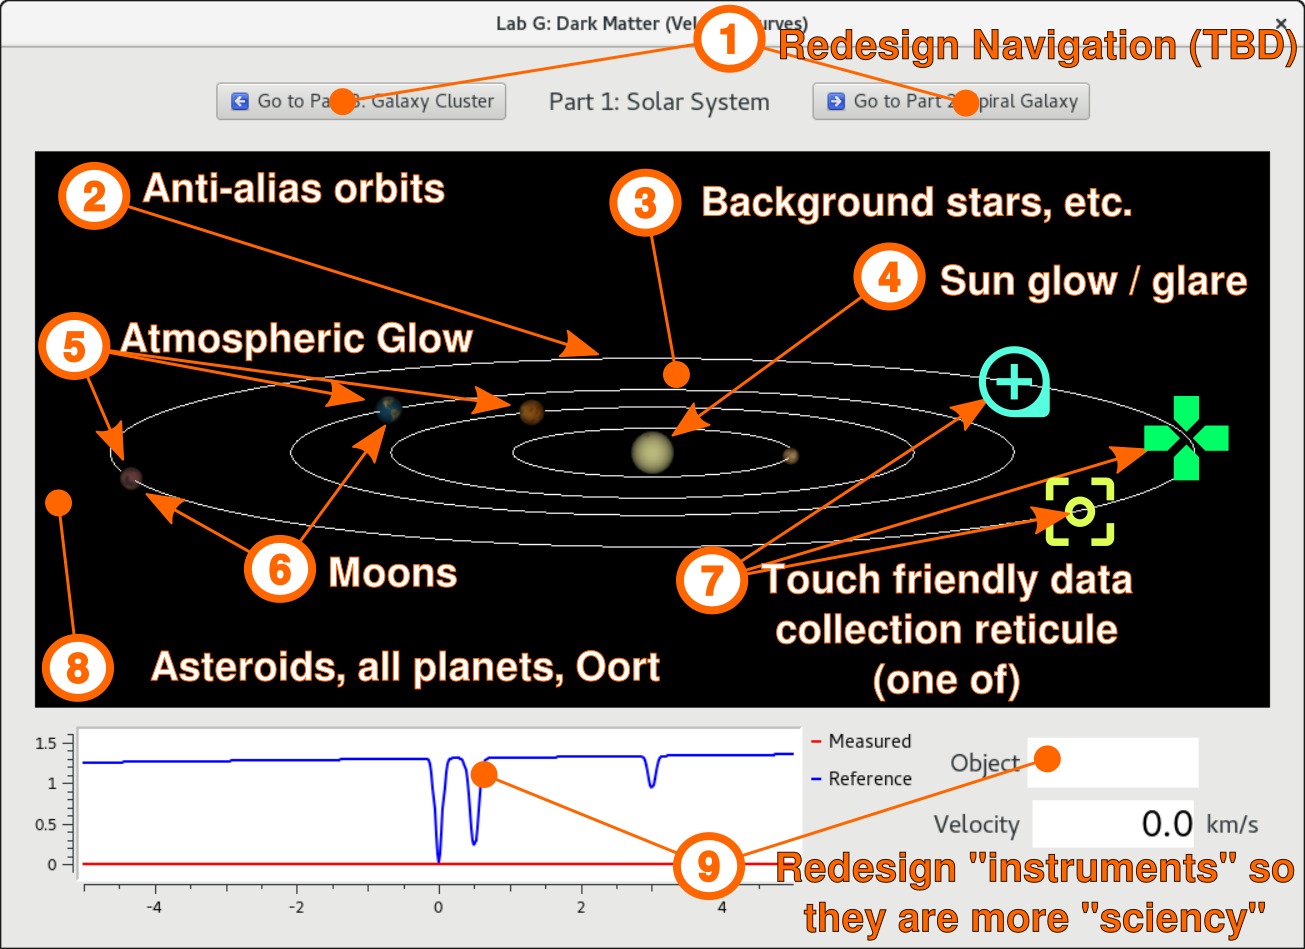 Lab G: Dark Matter (Vel urves)
1
Redesign Navigation (TBD)
Go to Pa 3: Galaxy Cluster
Part 1: Solar System
Go to Part 2 piral Galaxy
2
Anti-alias orbits
3
Background stars, etc.
4
Sun glow / glare
5
Atmospheric Glow
6
Moons
7
Touch friendly data
collection reticule
(one of)
8
Asteroids, all planets, Oort
1.5
1
0.5
0
-4
-2
0
2
4
Measured
Reference
Object
Velocity
0.0
km/s
9
Redesign "instruments" so
they are more "sciency"